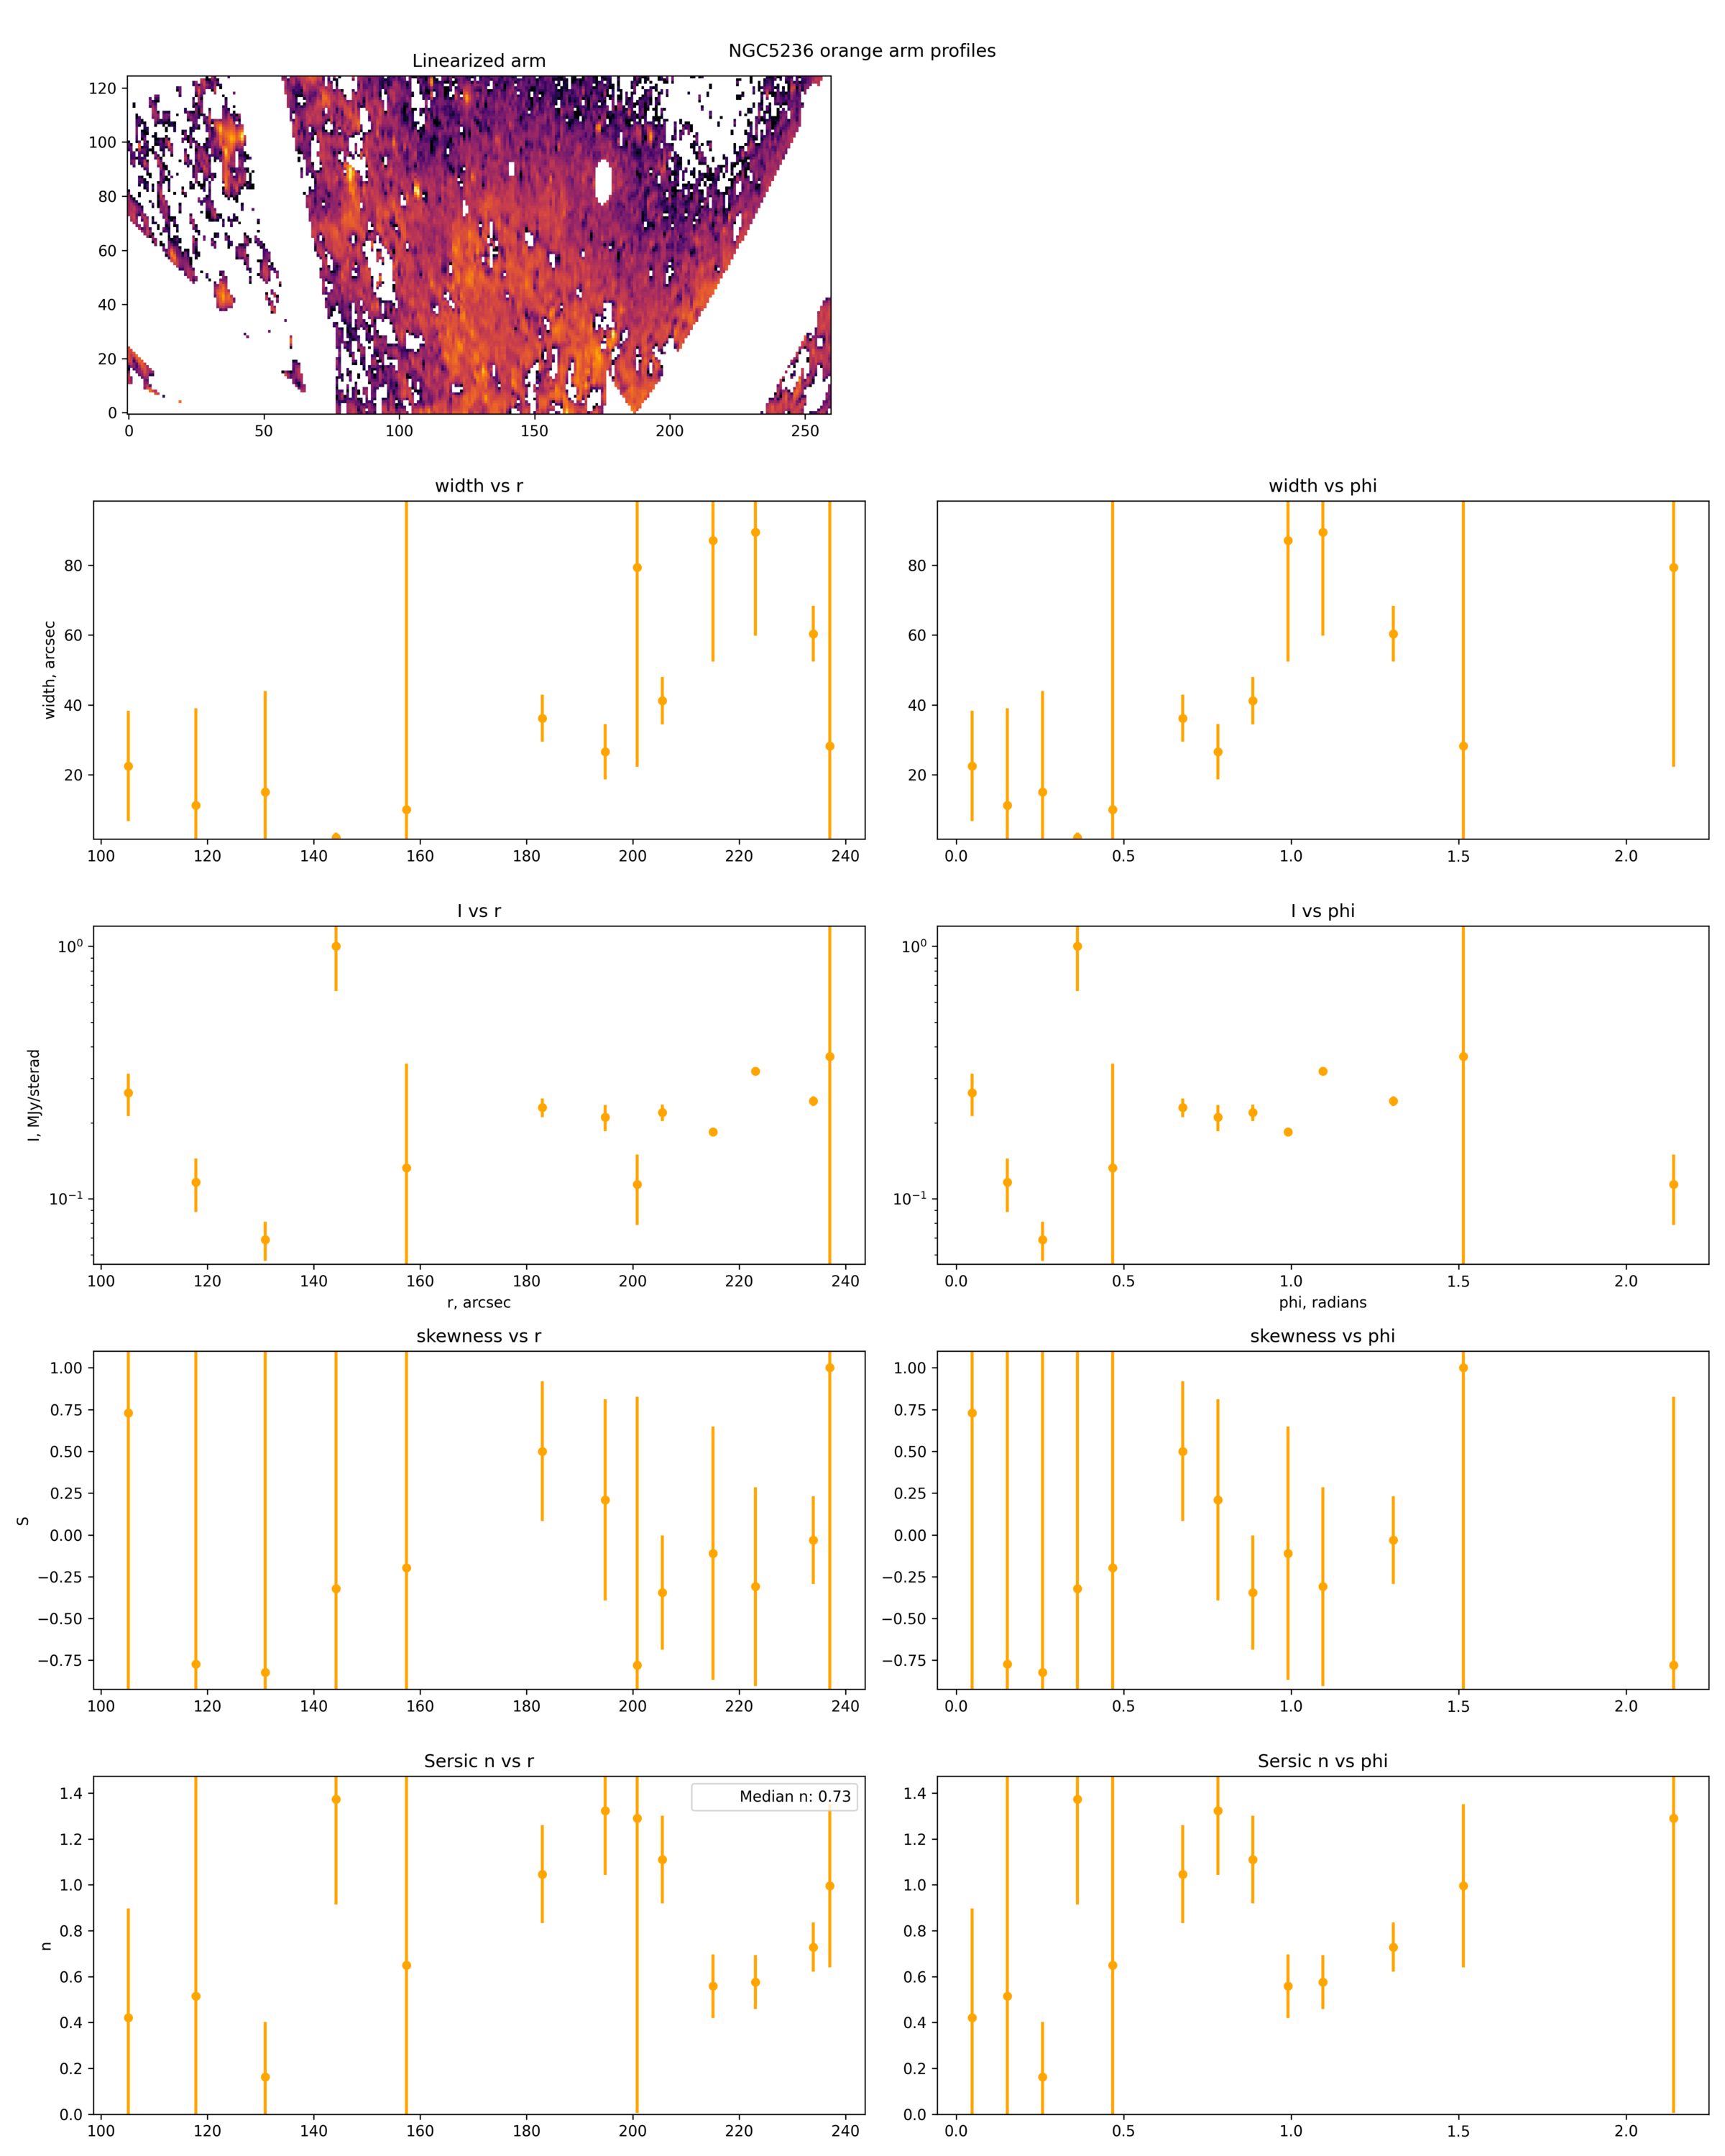 NGC5236 orange arm profiles
Linearized arm
120
100
80
60
40
20
0
0 50 100 150 200 250
width vs r
width vs phi
width, arcsec
80
60
40
20
100 120 140 160 180 200 220 240
80
60
40
20
0.0 0.5 1.0 1.5 2.0
I vs r
I vs phi
I, MJy/sterad
10⁰
10⁻¹
100 120 140 160 180 200 220 240
r, arcsec
10⁰
10⁻¹
0.0 0.5 1.0 1.5 2.0
phi, radians
skewness vs r
skewness vs phi
S
1.00
0.75
0.50
0.25
0.00
−0.25
−0.50
−0.75
100 120 140 160 180 200 220 240
1.00
0.75
0.50
0.25
0.00
−0.25
−0.50
−0.75
0.0 0.5 1.0 1.5 2.0
Sersic n vs r
Sersic n vs phi
n
Median n: 0.73
1.4
1.2
1.0
0.8
0.6
0.4
0.2
0.0
100 120 140 160 180 200 220 240
1.4
1.2
1.0
0.8
0.6
0.4
0.2
0.0
0.0 0.5 1.0 1.5 2.0